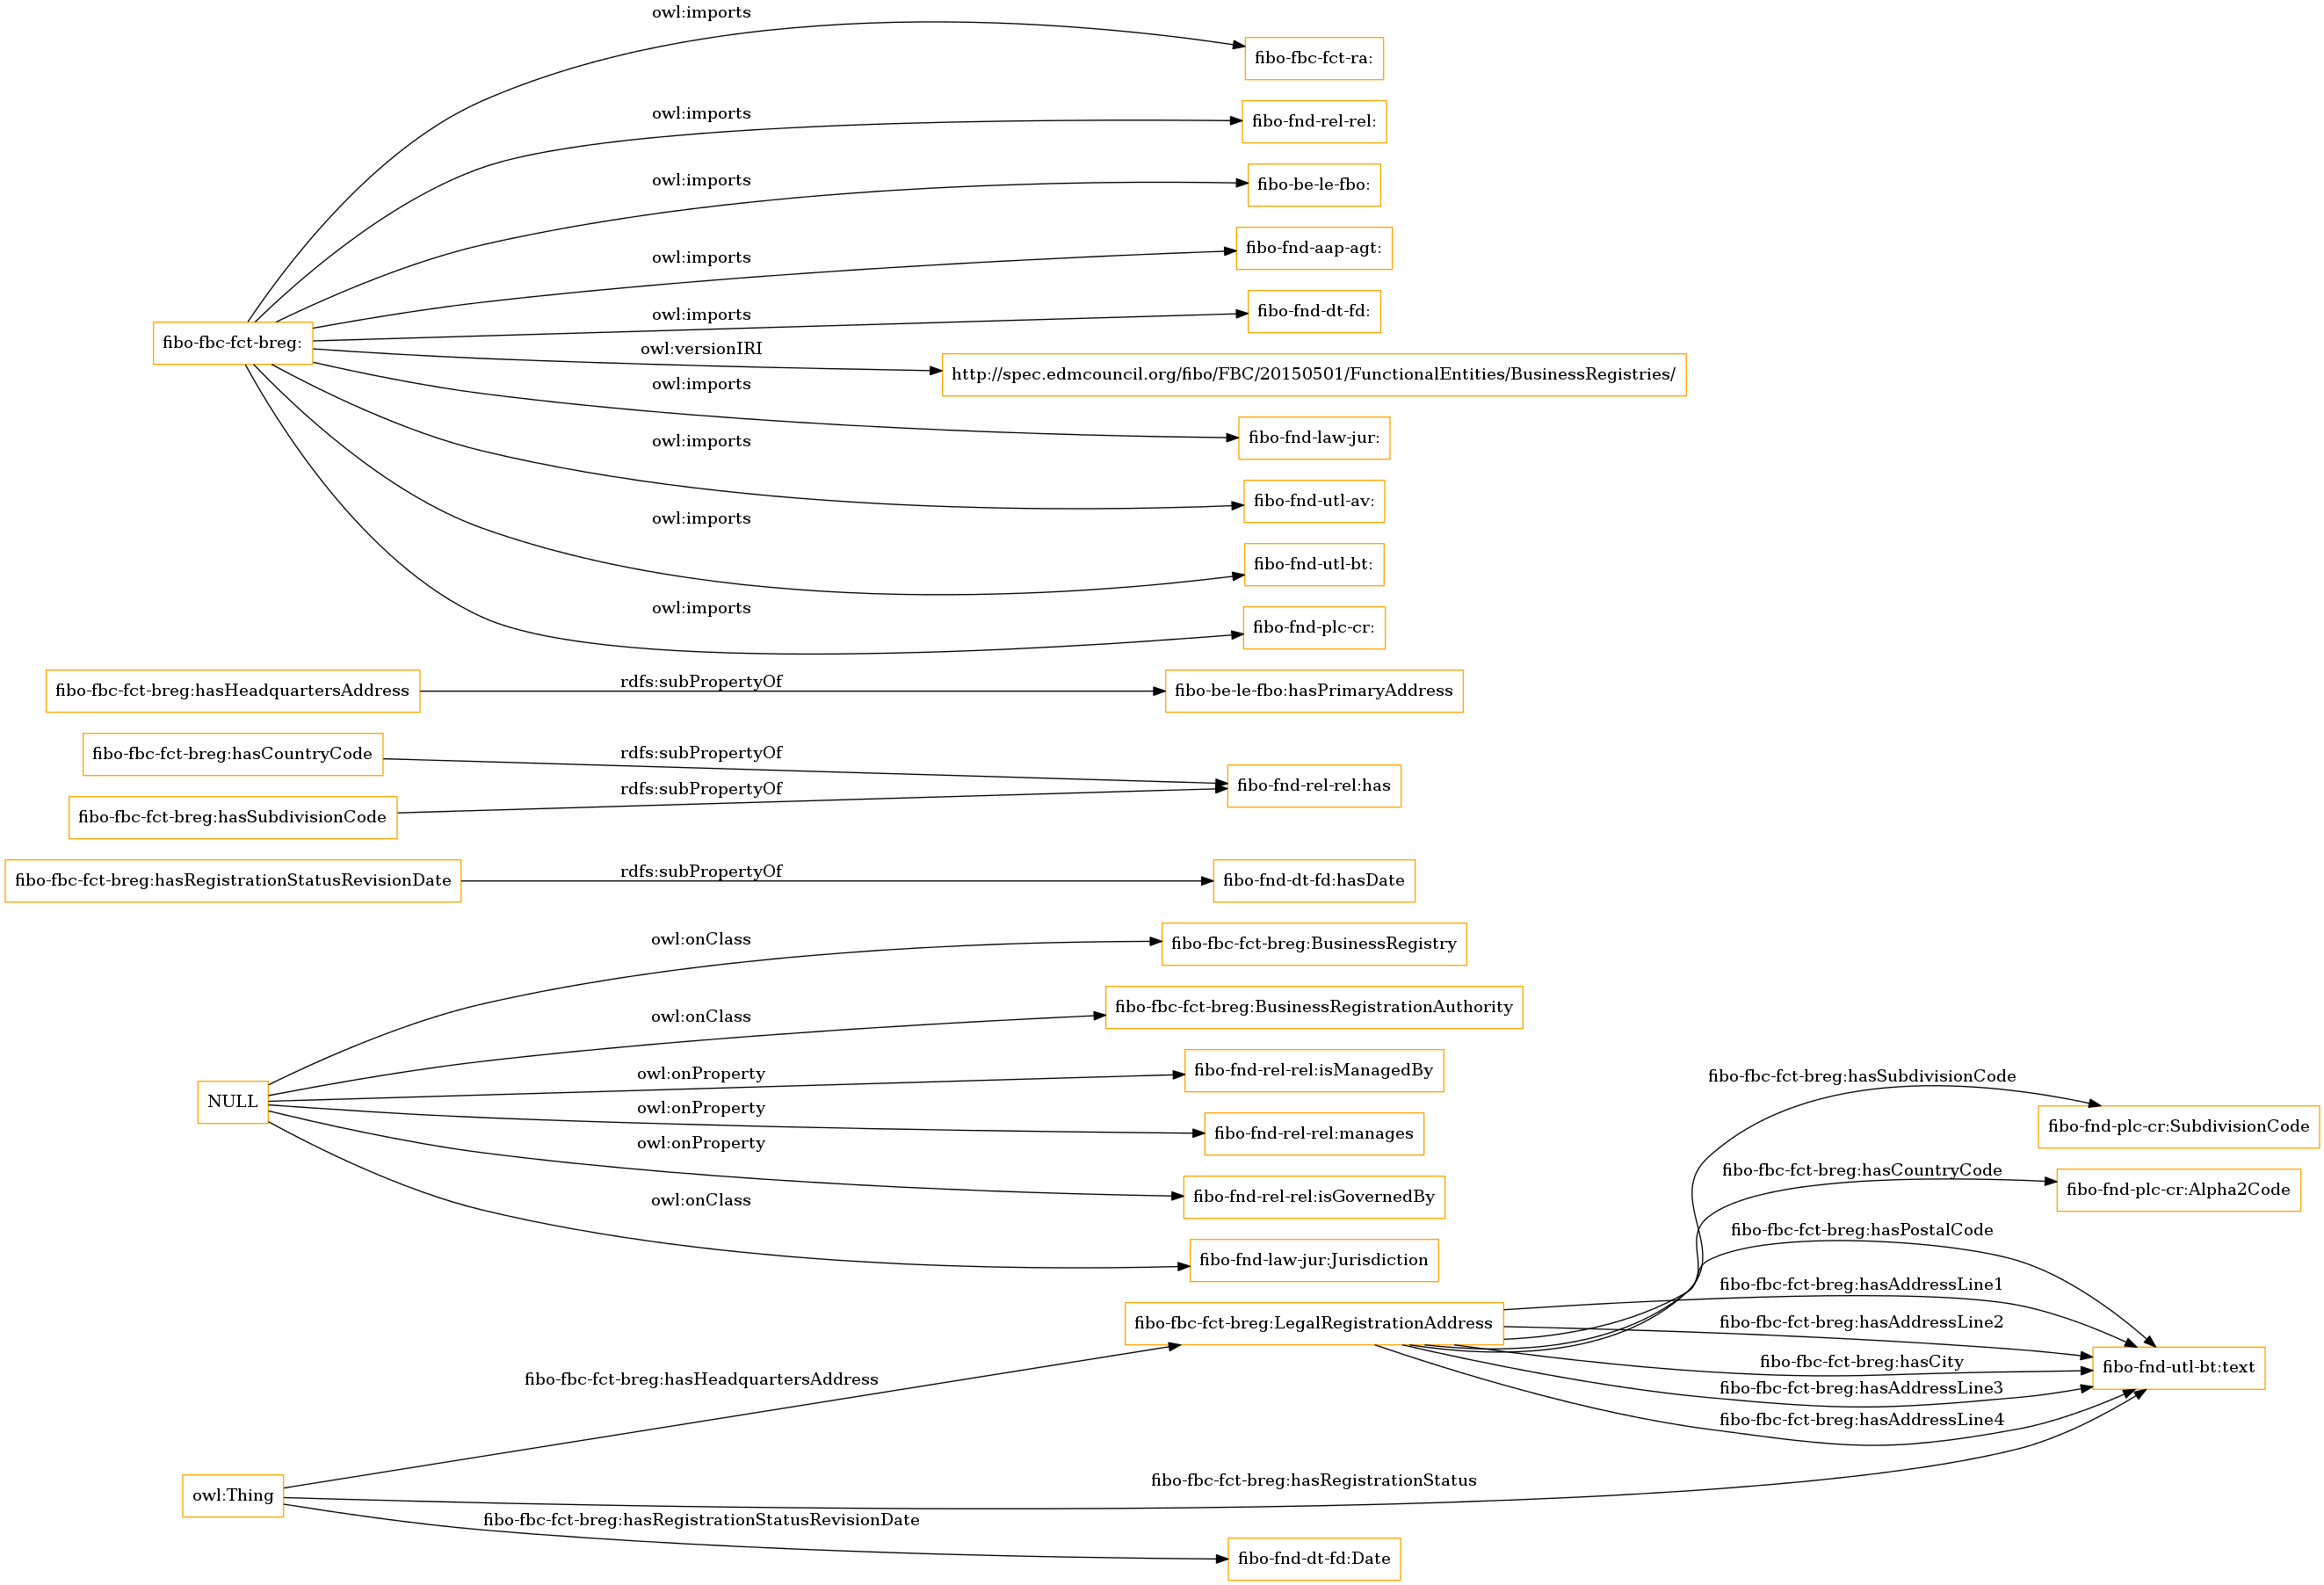 owl:imports
fibo-fbc-fct-ra:
owl:imports
fibo-fnd-rel-rel:
owl:imports
fibo-be-le-fbo:
owl:imports
fibo-fnd-aap-agt:
owl:imports
fibo-fnd-dt-fd:
fibo-fbc-fct-breg:
owl:versionIRI
http://spec.edmcouncil.org/fibo/FBC/20150501/FunctionalEntities/BusinessRegistries/
owl:imports
fibo-fnd-law-jur:
owl:imports
fibo-fnd-utl-av:
owl:imports
fibo-fnd-utl-bt:
owl:imports
fibo-fnd-plc-cr:
fibo-fbc-fct-breg:hasHeadquartersAddress
rdfs:subPropertyOf
fibo-be-le-fbo:hasPrimaryAddress
fibo-fbc-fct-breg:hasCountryCode
rdfs:subPropertyOf
fibo-fnd-rel-rel:has
fibo-fbc-fct-breg:hasSubdivisionCode
rdfs:subPropertyOf
fibo-fbc-fct-breg:hasRegistrationStatusRevisionDate
rdfs:subPropertyOf
fibo-fnd-dt-fd:hasDate
owl:onClass
fibo-fbc-fct-breg:BusinessRegistry
owl:onClass
fibo-fbc-fct-breg:BusinessRegistrationAuthority
owl:onProperty
fibo-fnd-rel-rel:isManagedBy
NULL
owl:onProperty
fibo-fnd-rel-rel:manages
owl:onProperty
fibo-fnd-rel-rel:isGovernedBy
owl:onClass
fibo-fnd-law-jur:Jurisdiction
fibo-fbc-fct-breg:hasSubdivisionCode
fibo-fnd-plc-cr:SubdivisionCode
fibo-fbc-fct-breg:hasCountryCode
fibo-fnd-plc-cr:Alpha2Code
fibo-fbc-fct-breg:hasPostalCode
fibo-fbc-fct-breg:hasAddressLine1
fibo-fbc-fct-breg:LegalRegistrationAddress
fibo-fbc-fct-breg:hasAddressLine2
fibo-fbc-fct-breg:hasCity
fibo-fnd-utl-bt:text
fibo-fbc-fct-breg:hasAddressLine3
fibo-fbc-fct-breg:hasAddressLine4
fibo-fbc-fct-breg:hasHeadquartersAddress
fibo-fbc-fct-breg:hasRegistrationStatus
owl:Thing
fibo-fbc-fct-breg:hasRegistrationStatusRevisionDate
fibo-fnd-dt-fd:Date